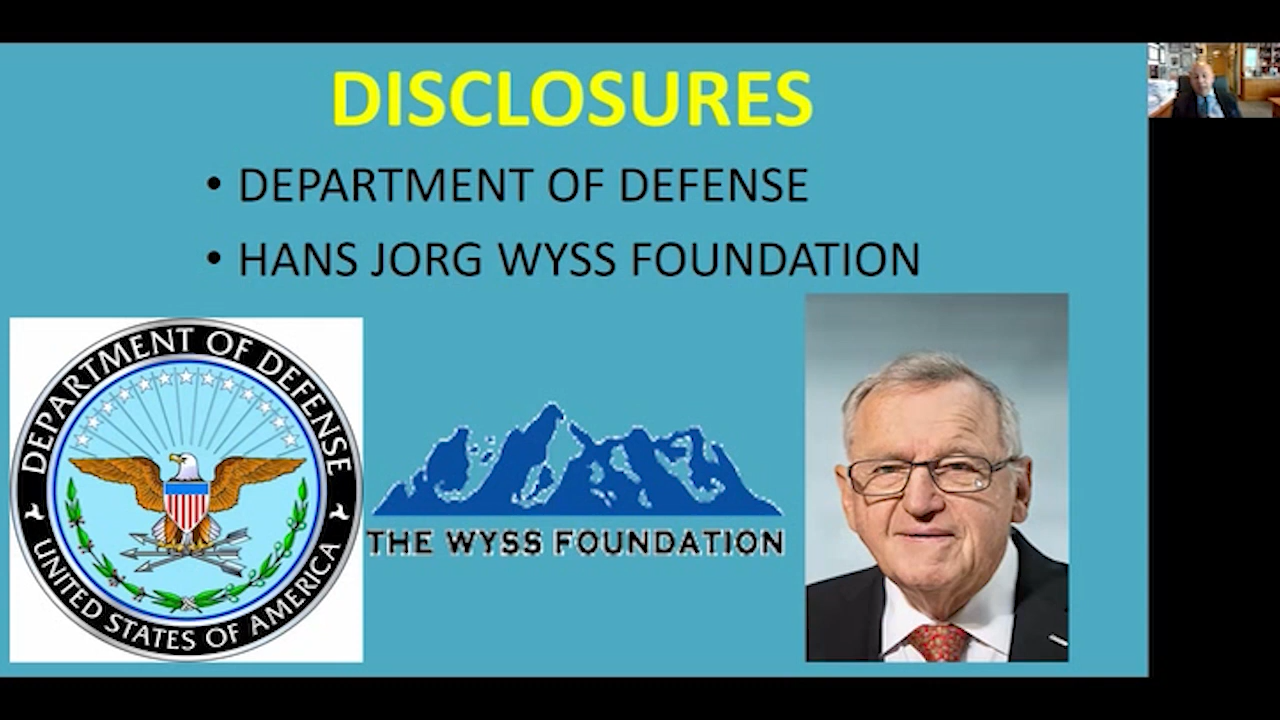 DISCLOSURES
• DEPARTMENT OF DEFENSE
• HANS JORG WYSS FOUNDATION
DEPARTMENT OF DEFENSE
UNITED STATES OF AMERICA
THE WYSS FOUNDATION